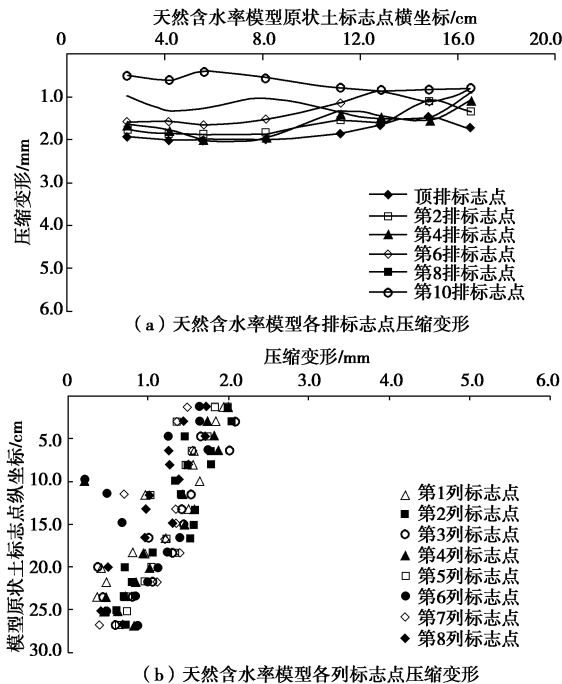 天然含水率模型原状土标志点横坐标/cm
0 4.0 8.0 12.0 16.0 20.0
1.0
2.0
3.0
4.0
5.0
6.0
压缩变形/mm
顶排标志点
第2排标志点
第4排标志点
第6排标志点
第8排标志点
第10排标志点
（a）天然含水率模型各排标志点压缩变形
压缩变形/mm
0 1.0 2.0 3.0 4.0 5.0 6.0
5.0
10.0
15.0
20.0
25.0
30.0
模型原状土标志点纵坐标/cm
第1列标志点
第2列标志点
第3列标志点
第4列标志点
第5列标志点
第6列标志点
第7列标志点
第8列标志点
（b）天然含水率模型各列标志点压缩变形